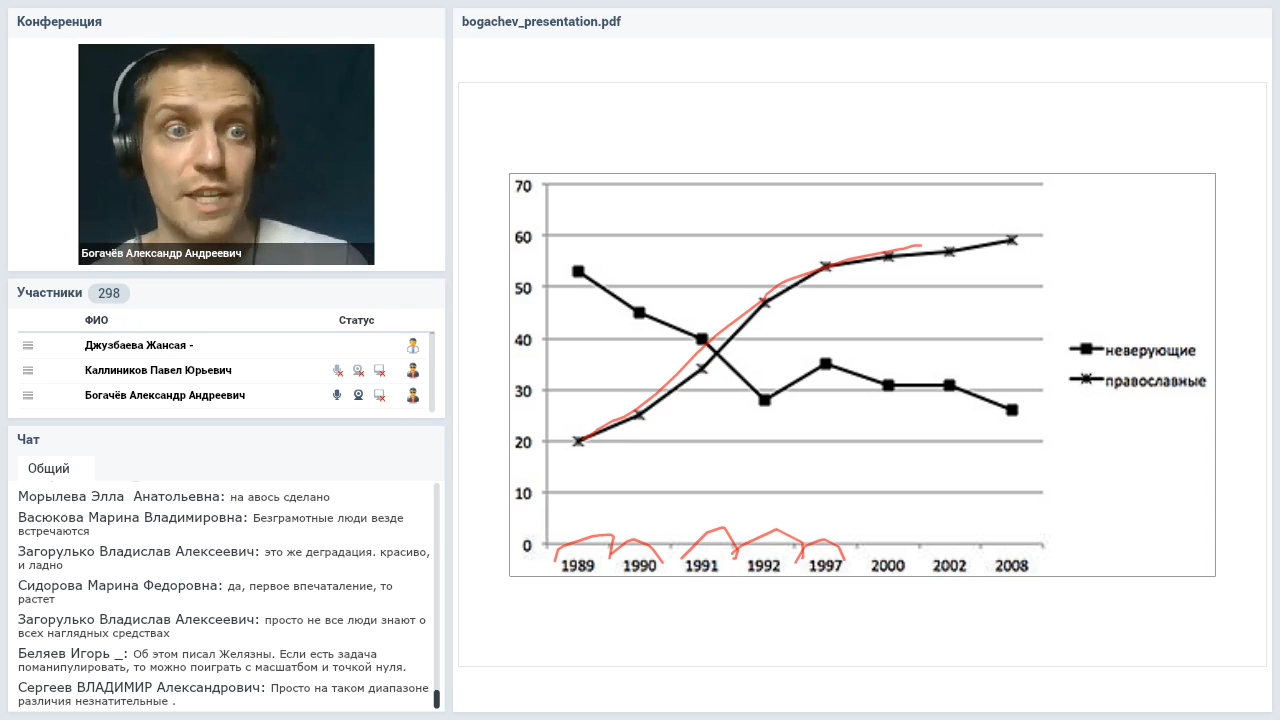 Конференция
Богачёв Александр Андреевич
Участники 298
ФИО Статус
Джузбаева Жансая -
Каллиников Павел Юрьевич
Богачёв Александр Андреевич
Чат
Общий
Морылева Элла Анатольевна: на авось сделано
Васюкова Марина Владимировна: Безграмотные люди везде
встречаются
Загорулько Владислав Алексеевич: это же деградация. красиво,
и ладно
Сидорова Марина Федоровна: да, первое впечаталение, то
растет
Загорулько Владислав Алексеевич: просто не все люди знают о
всех наглядных средствах
Беляев Игорь _: Об этом писал Желязны. Если есть задача
поманипулировать, то можно поиграть с масшатбом и точкой нуля.
Сергеев ВЛАДИМИР Александрович: Просто на таком диапазоне
различия незнатительные .
bogachev_presentation.pdf
70
60
50
40
30
20
10
0
1989 1990 1991 1992 1997 2000 2002 2008
неверующие
православные